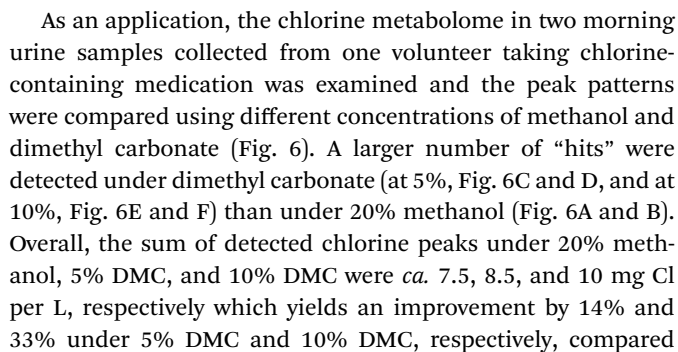 As an application, the chlorine metabolome in two morning
urine samples collected from one volunteer taking chlorine-
containing medication was examined and the peak patterns
were compared using different concentrations of methanol and
dimethyl carbonate (Fig. 6). A larger number of “hits” were
detected under dimethyl carbonate (at 5%, Fig. 6C and D, and at
10%, Fig. 6E and F) than under 20% methanol (Fig. 6A and B).
Overall, the sum of detected chlorine peaks under 20% meth-
anol, 5% DMC, and 10% DMC were ca. 7.5, 8.5, and 10 mg Cl
per L, respectively which yields an improvement by 14% and
33% under 5% DMC and 10% DMC, respectively, compared